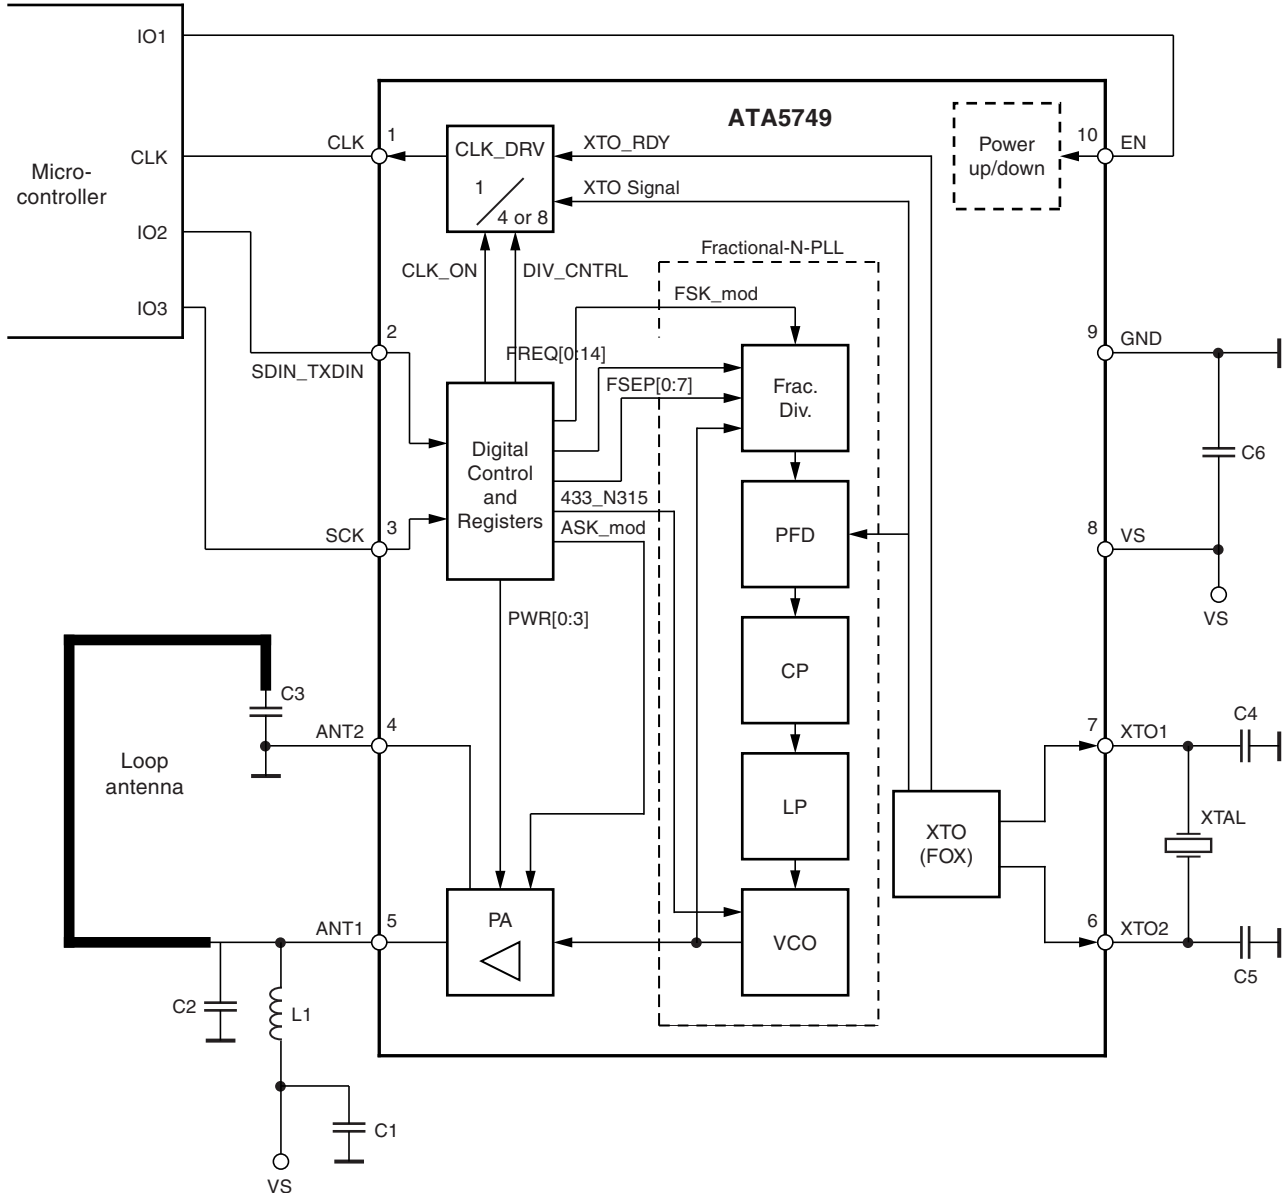 IO1
ATA5749
CLK
1
CLK_DRV
XTO_RDY
Power
up/down
10
EN
CLK
Micro-
controller
1
4 or 8
XTO Signal
IO2
CLK_ON
DIV_CNTRL
Fractional-N-PLL
IO3
FSK_mod
2
SDIN_TXDIN
FREQ[0:14]
FSEP[0:7]
Frac.
Div.
9
GND
Digital
Control
and
Registers
C6
433_N315
ASK_mod
SCK
3
PFD
8
VS
PWR[0:3]
VS
CP
C3
ANT2
4
7
XTO1
C4
Loop
antenna
LP
XTO
(FOX)
XTAL
ANT1
5
PA
VCO
6
XTO2
C5
C2
L1
C1
VS